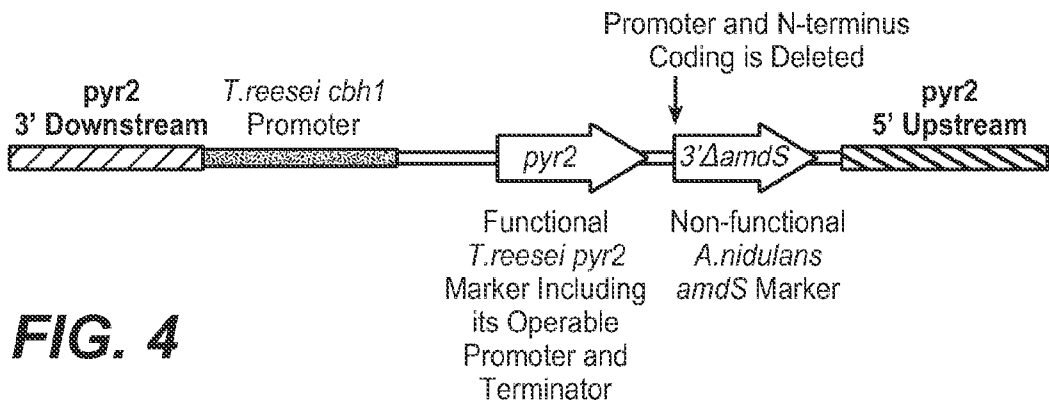 Promoter and N-terminus
Coding is Deleted
pyr2
3' Downstream
T.reesei cbh1
Promoter
pyr2
5' Upstream
pyr2
3'ΔamdS
Functional
T.reesei pyr2
Marker Including
its Operable
Promoter and
Terminator
Non-functional
A.nidulans
amdS Marker
FIG. 4